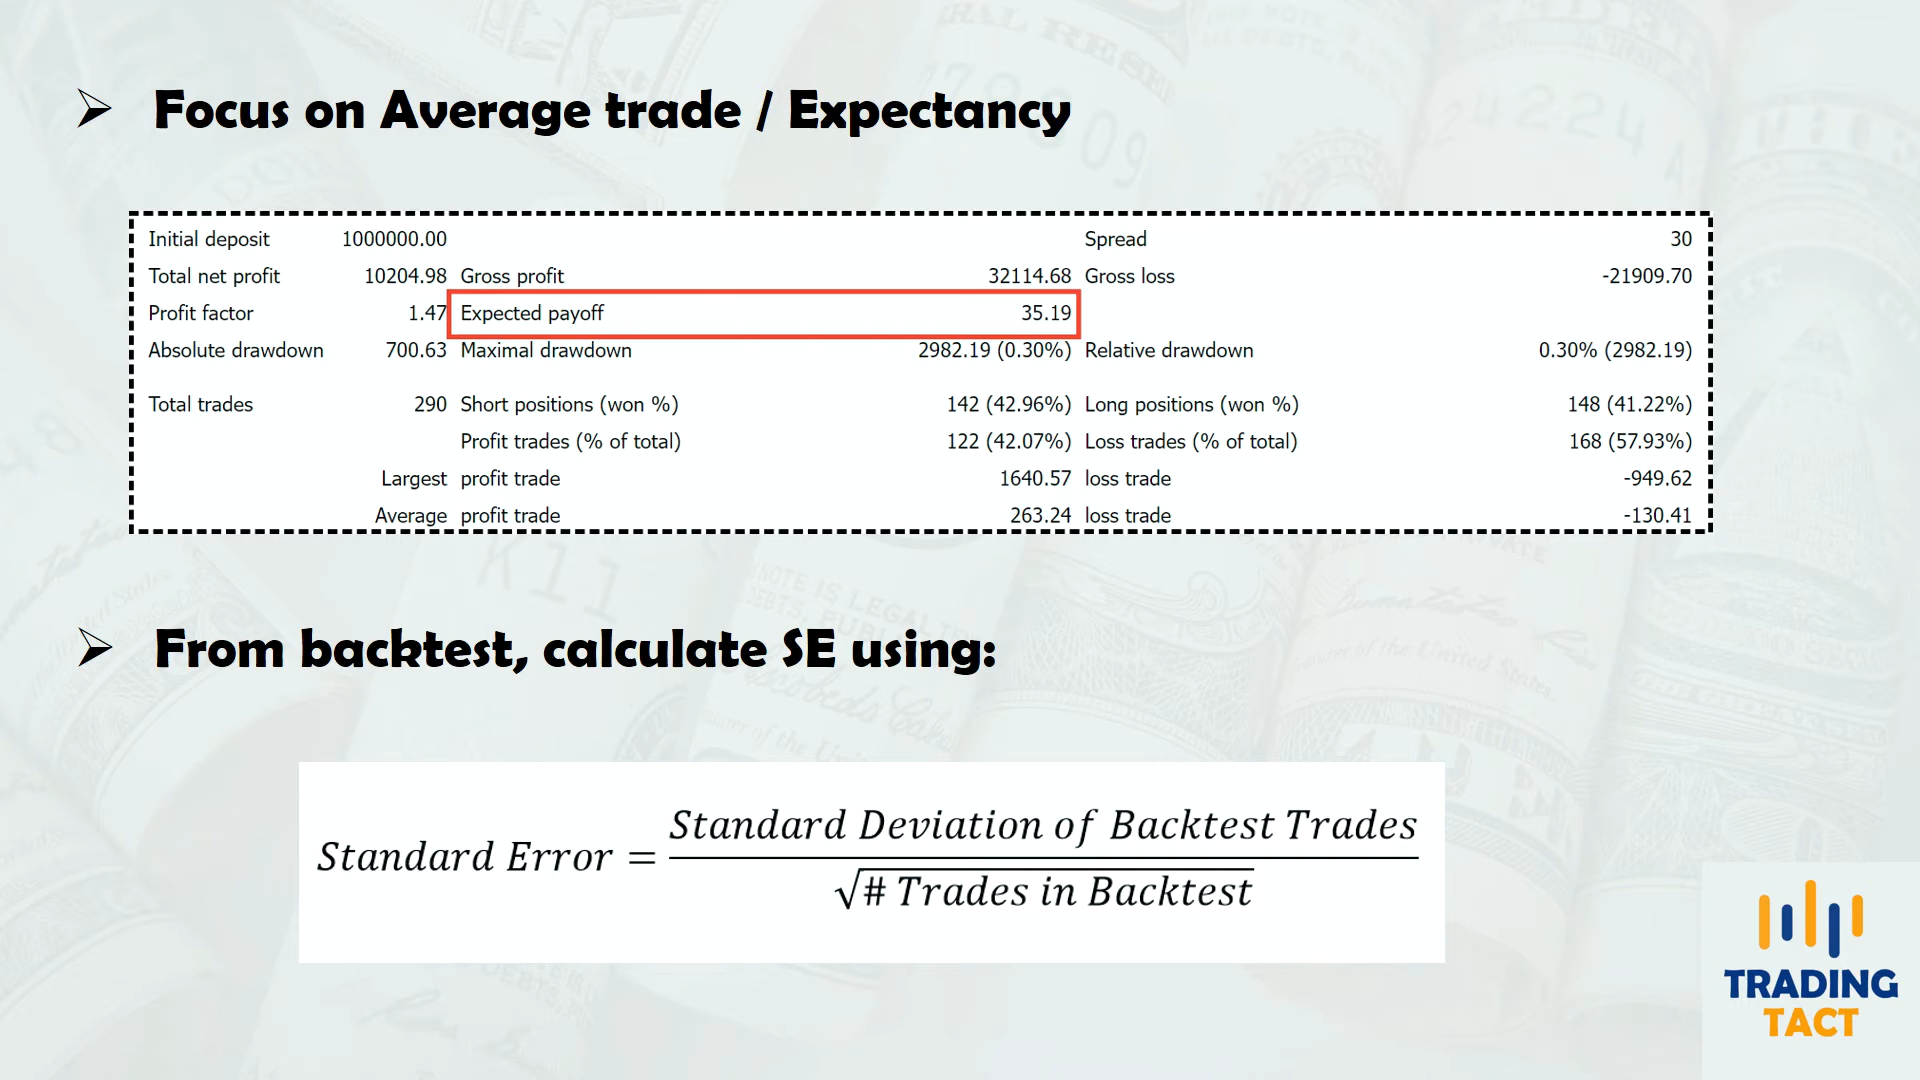 Focus on Average trade / Expectancy
Initial deposit 1000000.00 Spread 30
Total net profit 10204.98 Gross profit 32114.68 Gross loss -21909.70
Profit factor 1.47 Expected payoff 35.19
Absolute drawdown 700.63 Maximal drawdown 2982.19 (0.30%) Relative drawdown 0.30% (2982.19)
Total trades 290 Short positions (won %) 142 (42.96%) Long positions (won %) 148 (41.22%)
Profit trades (% of total) 122 (42.07%) Loss trades (% of total) 168 (57.93%)
Largest profit trade 1640.57 loss trade -949.62
Average profit trade 263.24 loss trade -130.41
From backtest, calculate SE using:
Standard Error = Standard Deviation of Backtest Trades
√# Trades in Backtest
TRADING
TACT